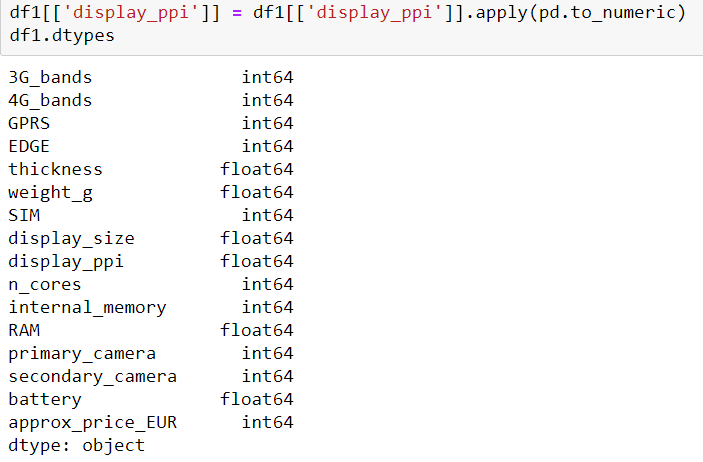 df1[['display_ppi']] = df1[['display_ppi']].apply(pd.to_numeric)
df1.dtypes
3G_bands int64
4G_bands int64
GPRS int64
EDGE int64
thickness float64
weight_g float64
SIM int64
display_size float64
display_ppi float64
n_cores int64
internal_memory int64
RAM float64
primary_camera int64
secondary_camera int64
battery float64
approx_price_EUR int64
dtype: object